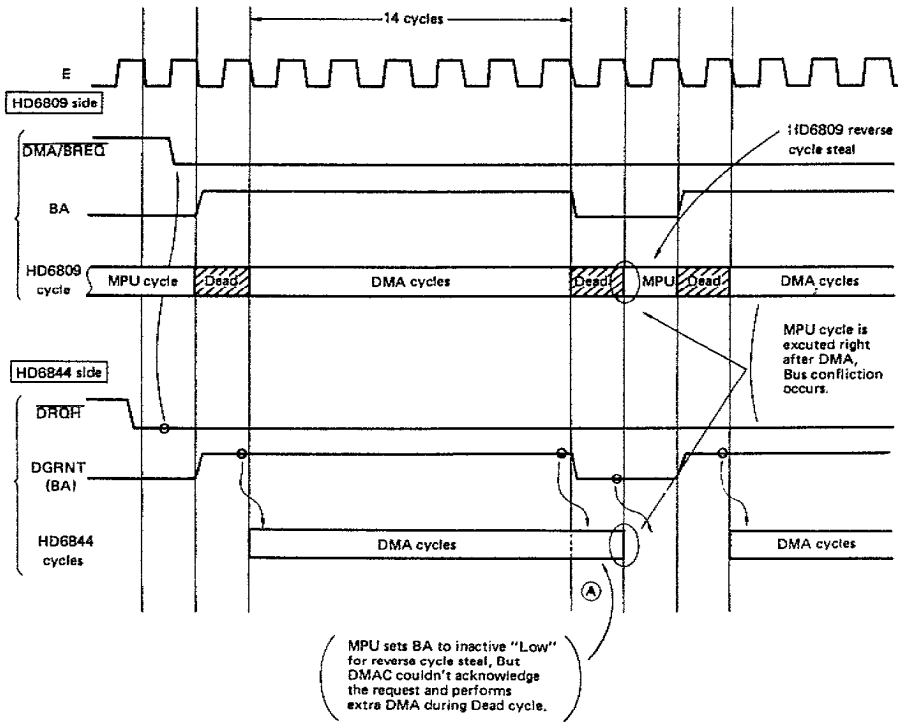 14 cycles
E
HD6809 side
DMA/BREQ
HD6809 reverse
cycle steal
BA
HD6809
cycle
MPU cycle
Dead
DMA cycles
Dead
MPU
Dead
DMA cycles
MPU cycle is
excuted right
after DMA,
Bus confliction
occurs.
HD6844 side
DRQH
DGRNT
(BA)
HD6844
cycles
DMA cycles
DMA cycles
A
MPU sets BA to inactive "Low"
for reverse cycle steal, But
DMAC couldn't acknowledge
the request and performs
extra DMA during Dead cycle.